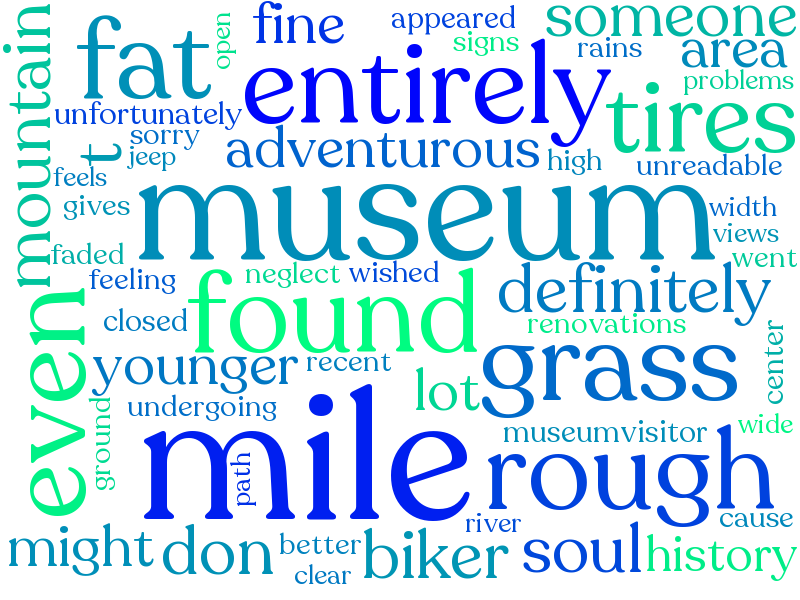 mountain
fat
open
fine
appeared
signs
someone
rains
area
problems
unfortunately
entirely
tires
t
sorry
jeep
adventurous
high
unreadable
feels
gives
museum
width
views
went
faded
feeling
neglect
wished
definitely
closed
found
renovations
even
younger
recent
lot
grass
center
undergoing
ground
mile
path
museumvisitor
wide
rough
river
cause
might
don
better
clear
biker
soul
history